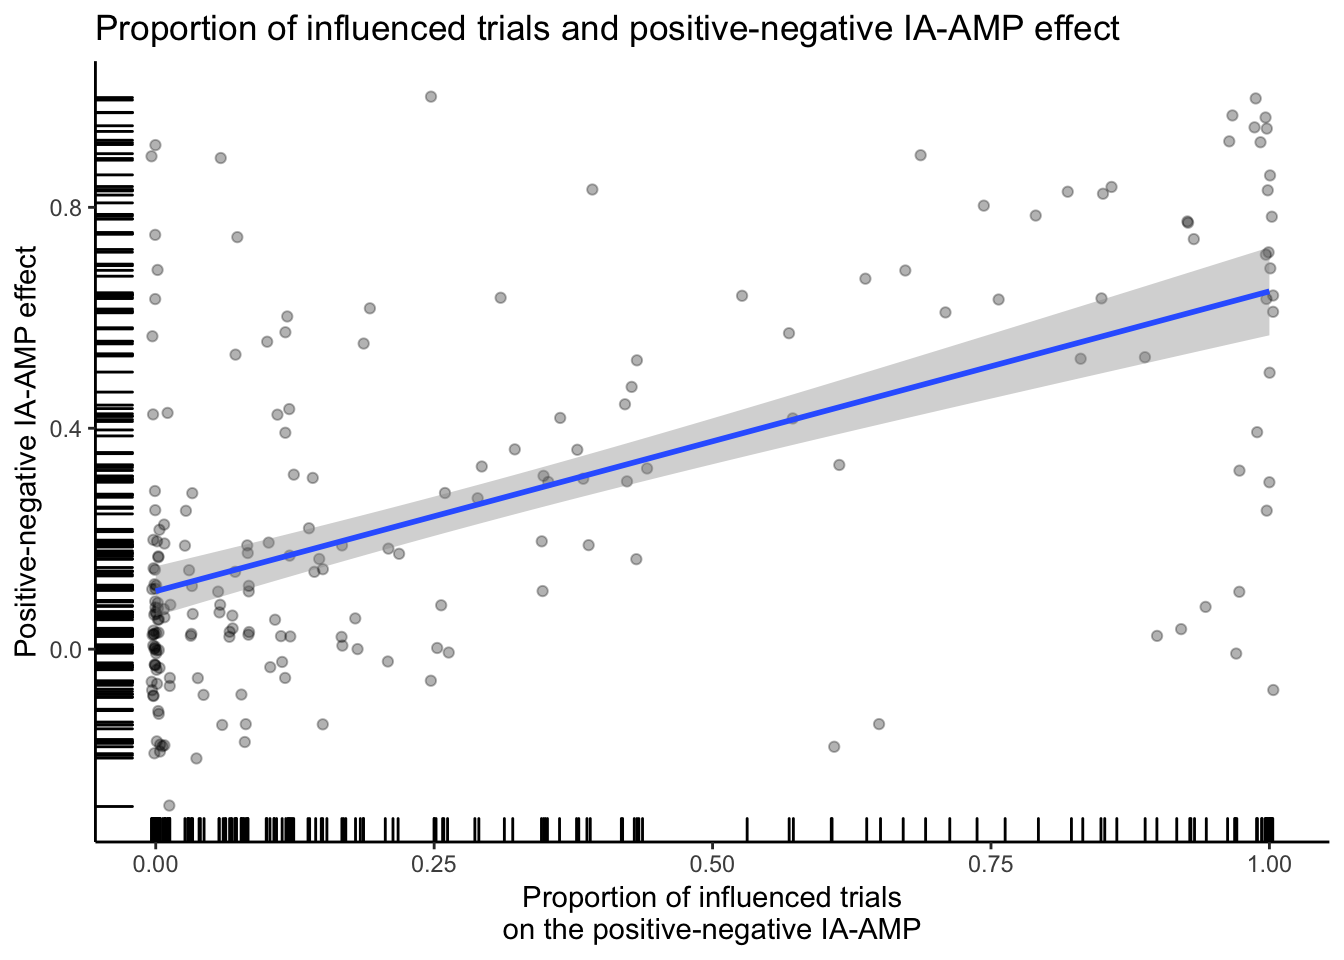 Proportion of influenced trials and positive-negative IA-AMP effect
Positive-negative IA-AMP effect
0.8
0.4
0.0
0.00 0.25 0.50 0.75 1.00
Proportion of influenced trials
on the positive-negative IA-AMP